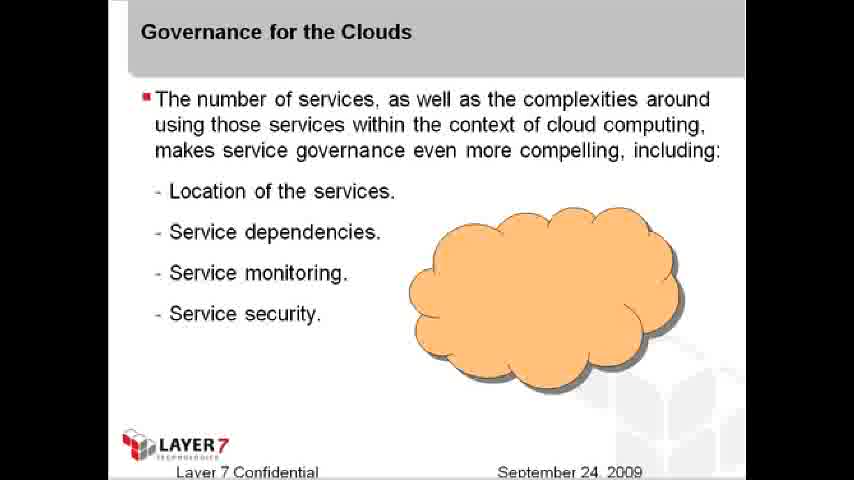 Governance for the Clouds
The number of services, as well as the complexities around
using those services within the context of cloud computing,
makes service governance even more compelling, including:
- Location of the services.
- Service dependencies.
- Service monitoring.
- Service security.
LAYER 7
TECHNOLOGIES
Layer 7 Confidential
September 24, 2009